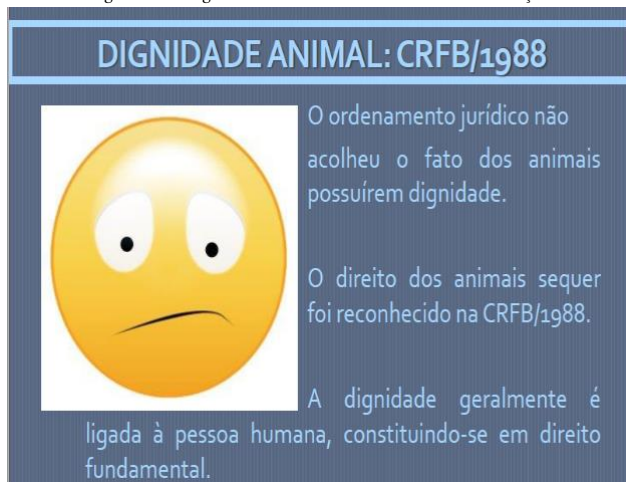 DIGNIDADE ANIMAL: CRFB/1988
O ordenamento jurídico não
acolheu o fato dos animais
possuírem dignidade.
O direito dos animais sequer
foi reconhecido na CRFB/1988.
A dignidade geralmente é
ligada à pessoa humana, constituindo-se em direito
fundamental.